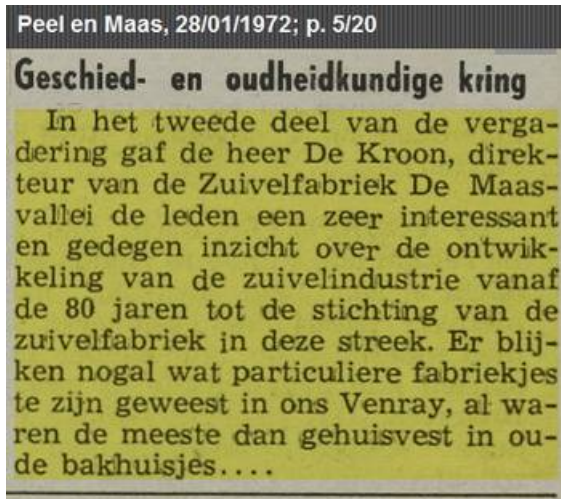 Peel en Maas, 28/01/1972; p. 5/20
Geschied- en oudheidkundige kring
In het tweede deel van de verga-
dering gaf de heer De Kroon, direk-
teur van de Zuivelfabriek De Maas-
vallei de leden een zeer interessant
en gedegen inzicht over de ontwik-
keling van de zuivelindustrie vanaf
de 80 jaren tot de stichting van de
zuivelfabriek in deze streek. Er blij-
ken nogal wat particuliere fabriekjes
te zijn geweest in ons Venray, al wa-
ren de meeste dan gehuisvest in ou-
de bakhuisjes....